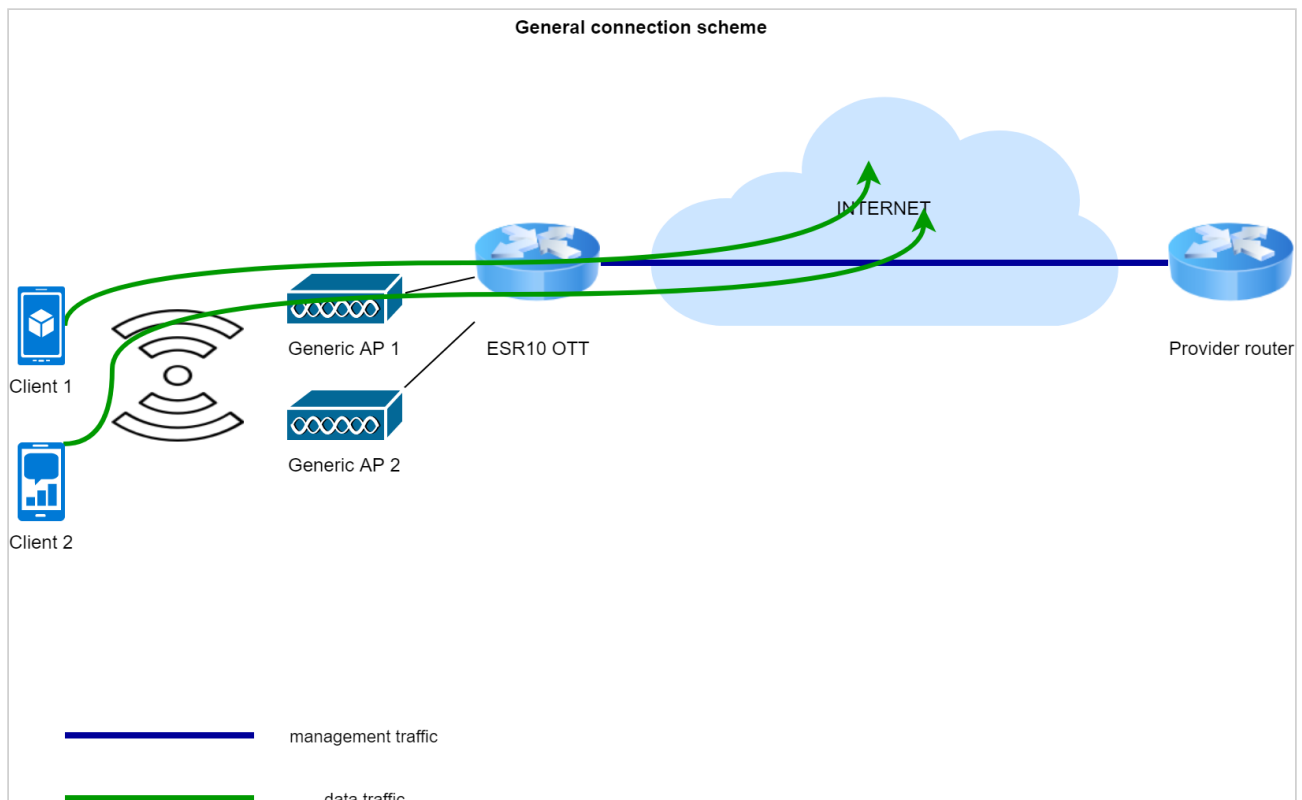 General connection scheme
INTERNET
Generic AP 1
ESR10 OTT
Provider router
Client 1
Generic AP 2
Client 2
management traffic
data traffic